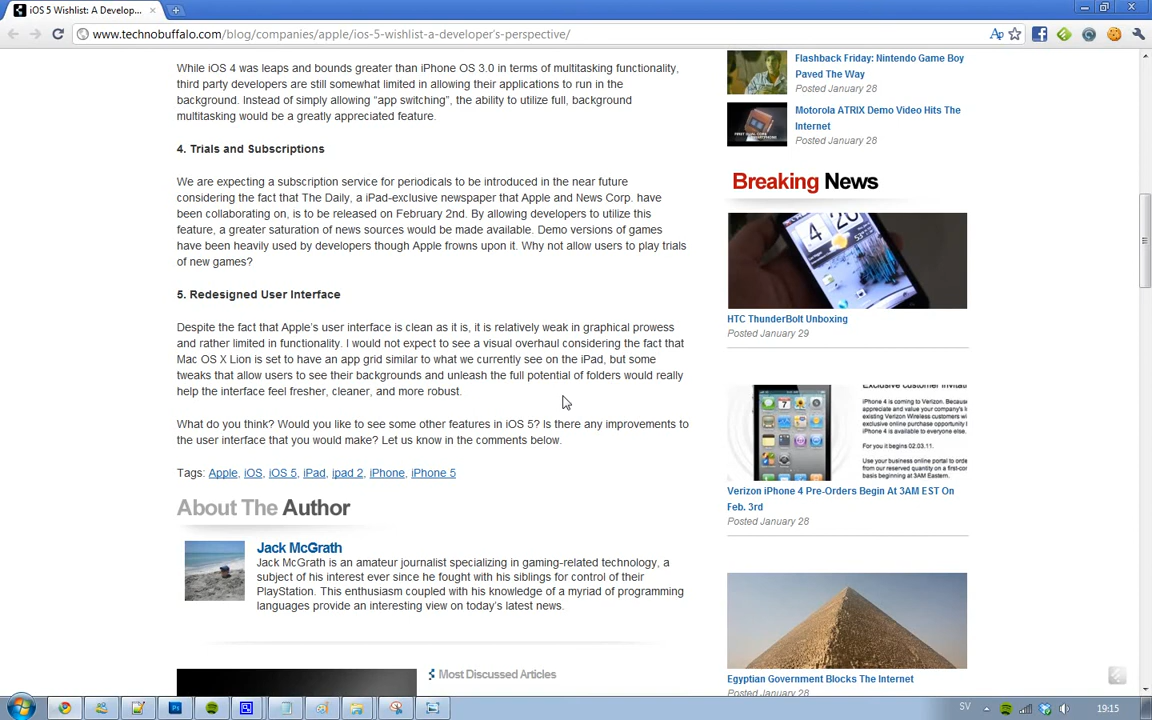 iOS 5 Wishlist: A Develop...
www.technobuffalo.com/blog/companies/apple/ios-5-wishlist-a-developer's-perspective/
While iOS 4 was leaps and bounds greater than iPhone OS 3.0 in terms of multitasking functionality,
third party developers are still somewhat limited in allowing their applications to run in the
background. Instead of simply allowing “app switching”, the ability to utilize full, background
multitasking would be a greatly appreciated feature.
4. Trials and Subscriptions
We are expecting a subscription service for periodicals to be introduced in the near future
considering the fact that The Daily, a iPad-exclusive newspaper that Apple and News Corp. have
been collaborating on, is to be released on February 2nd. By allowing developers to utilize this
feature, a greater saturation of news sources would be made available. Demo versions of games
have been heavily used by developers though Apple frowns upon it. Why not allow users to play trials
of new games?
5. Redesigned User Interface
Despite the fact that Apple’s user interface is clean as it is, it is relatively weak in graphical prowess
and rather limited in functionality. I would not expect to see a visual overhaul considering the fact that
Mac OS X Lion is set to have an app grid similar to what we currently see on the iPad, but some
tweaks that allow users to see their backgrounds and unleash the full potential of folders would really
help the interface feel fresher, cleaner, and more robust.
What do you think? Would you like to see some other features in iOS 5? Is there any improvements to
the user interface that you would make? Let us know in the comments below.
Tags: Apple, iOS, iOS 5, iPad, ipad 2, iPhone, iPhone 5
About The Author
Jack McGrath
Jack McGrath is an amateur journalist specializing in gaming-related technology, a
subject of his interest ever since he fought with his siblings for control of their
PlayStation. This enthusiasm coupled with his knowledge of a myriad of programming
languages provide an interesting view on today’s latest news.
Most Discussed Articles
Flashback Friday: Nintendo Game Boy
Paved The Way
Posted January 28
Motorola ATRIX Demo Video Hits The
Internet
Posted January 28
Breaking News
HTC ThunderBolt Unboxing
Posted January 29
Exclusive Customer Invitati
iPhone 4 is coming to Verizon. Becaus
For you it begins 02.03.11.
Verizon iPhone 4 Pre-Orders Begin At 3AM EST On
Feb. 3rd
Posted January 28
Egyptian Government Blocks The Internet
Posted January 28
SV
19:15